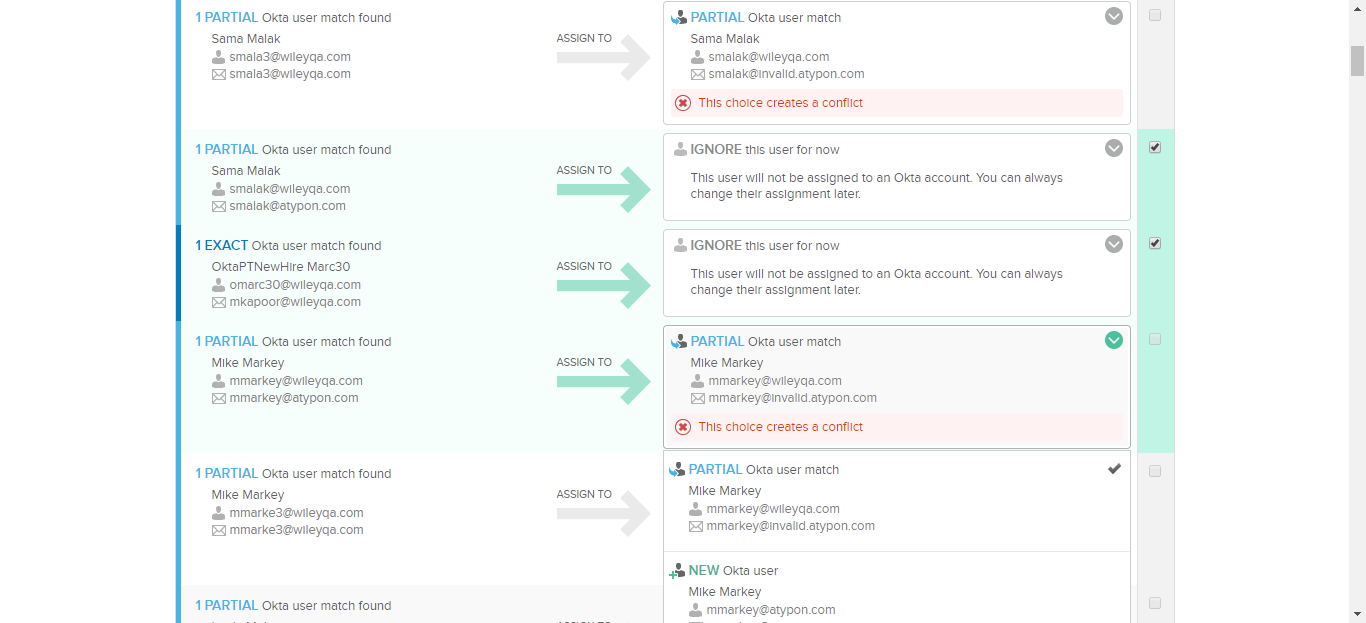 1 PARTIAL Okta user match found
Sama Malak
smala3@wileyqa.com
smala3@wileyqa.com
ASSIGN TO
PARTIAL Okta user match
Sama Malak
smalak@wileyqa.com
smalak@invalid.atypon.com
This choice creates a conflict
1 PARTIAL Okta user match found
Sama Malak
smalak@wileyqa.com
smalak@atypon.com
ASSIGN TO
IGNORE this user for now
This user will not be assigned to an Okta account. You can always
change their assignment later.
1 EXACT Okta user match found
OktaPTNewHire Marc30
omarc30@wileyqa.com
mkapoor@wileyqa.com
ASSIGN TO
IGNORE this user for now
This user will not be assigned to an Okta account. You can always
change their assignment later.
1 PARTIAL Okta user match found
Mike Markey
mmarkey@wileyqa.com
mmarkey@atypon.com
ASSIGN TO
PARTIAL Okta user match
Mike Markey
mmarkey@wileyqa.com
mmarkey@invalid.atypon.com
This choice creates a conflict
1 PARTIAL Okta user match found
Mike Markey
mmarke3@wileyqa.com
mmarke3@wileyqa.com
ASSIGN TO
PARTIAL Okta user match
Mike Markey
mmarkey@wileyqa.com
mmarkey@invalid.atypon.com
NEW Okta user
Mike Markey
mmarkey@atypon.com
1 PARTIAL Okta user match found